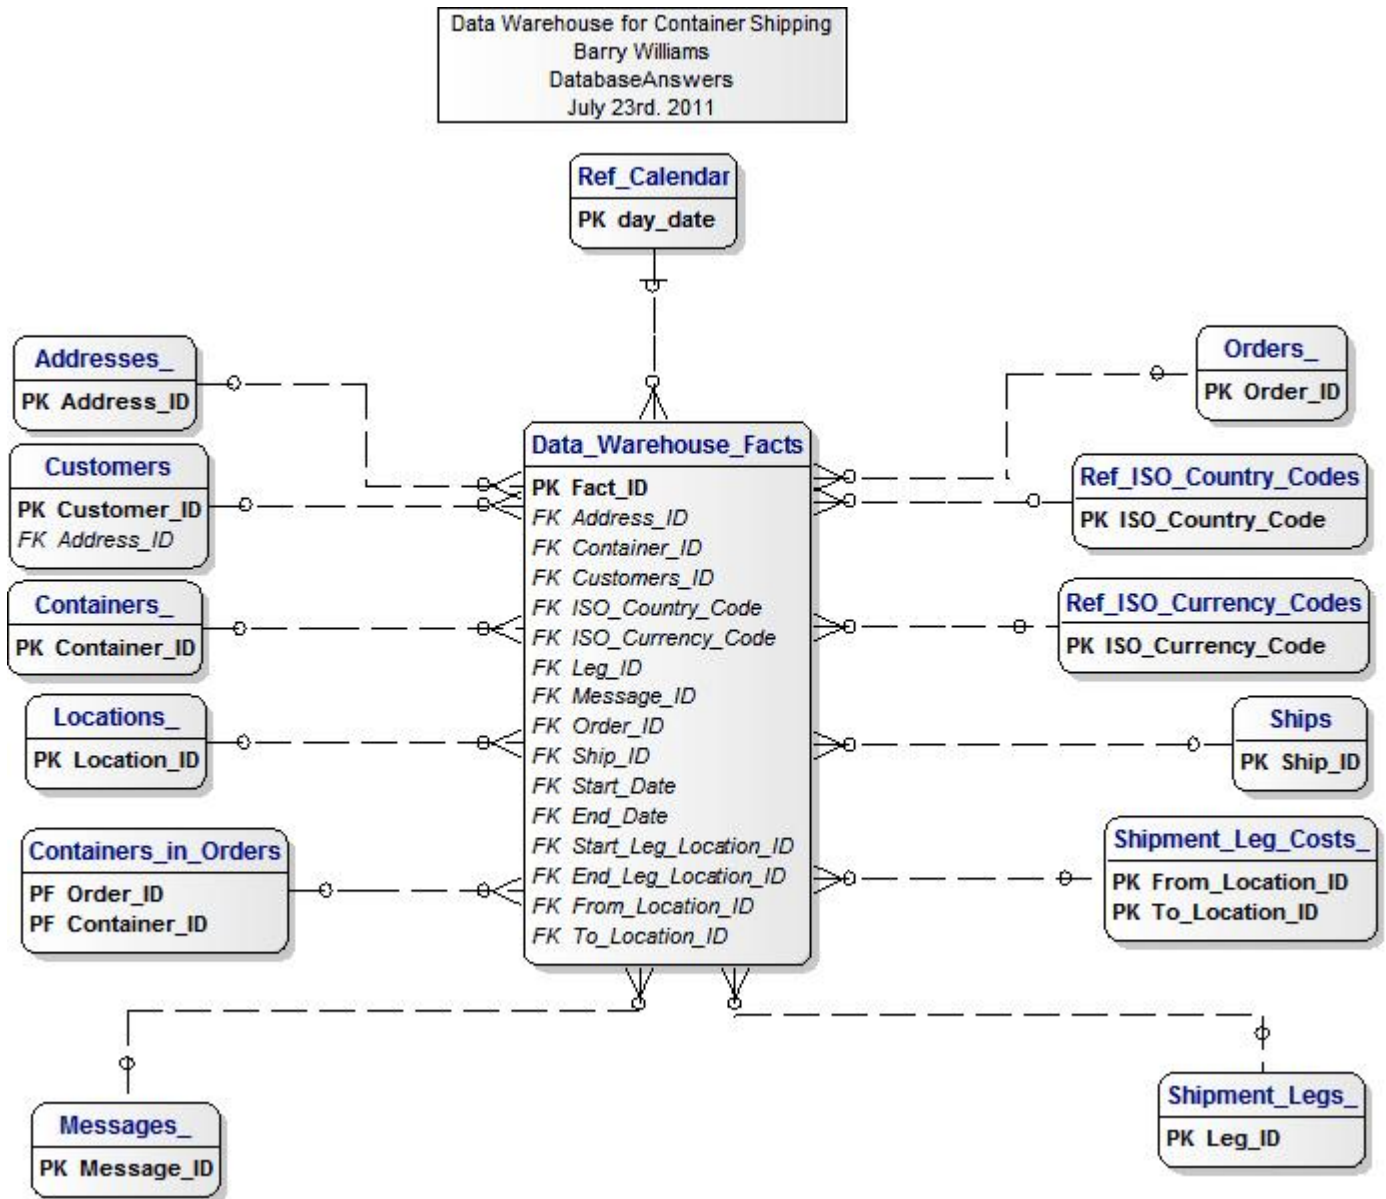 Data Warehouse for Container Shipping
Barry Williams
DatabaseAnswers
July 23rd. 2011
Ref_Calendar
PK day_date
Addresses_
PK Address_ID
Customers
PK Customer_ID
FK Address_ID
Containers_
PK Container_ID
Locations_
PK Location_ID
Containers_in_Orders
PF Order_ID
PF Container_ID
Messages_
PK Message_ID
Data_Warehouse_Facts
PK Fact_ID
FK Address_ID
FK Container_ID
FK Customers_ID
FK ISO_Country_Code
FK ISO_Currency_Code
FK Leg_ID
FK Message_ID
FK Order_ID
FK Ship_ID
FK Start_Date
FK End_Date
FK Start_Leg_Location_ID
FK End_Leg_Location_ID
FK From_Location_ID
FK To_Location_ID
Orders_
PK Order_ID
Ref_ISO_Country_Codes
PK ISO_Country_Code
Ref_ISO_Currency_Codes
PK ISO_Currency_Code
Ships
PK Ship_ID
Shipment_Leg_Costs_
PK From_Location_ID
PK To_Location_ID
Shipment_Legs_
PK Leg_ID